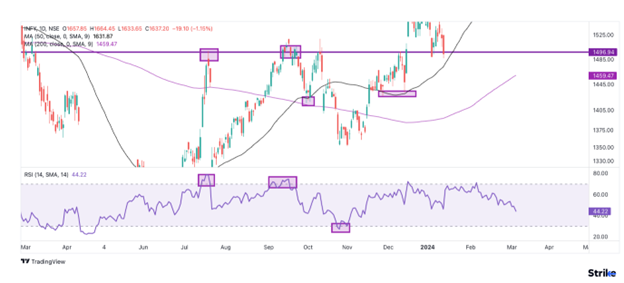 INFY, 1D, NSE O1657.85 H1664.45 L1633.65 C1637.20 -19.10 (-1.15%)
MA (50, close, 0, SMA, 9) 1631.87
MA (200, close, 0, SMA, 9) 1459.47
1525.00
1496.94
1485.00
1459.47
1445.00
1405.00
1375.00
1330.00
RSI (14, SMA, 14) 44.22
80.00
60.00
44.22
20.00
Mar Apr 4 Jun Jul Aug Sep Oct Nov Dec 2024 Feb Mar Apr M
TradingView
Strike